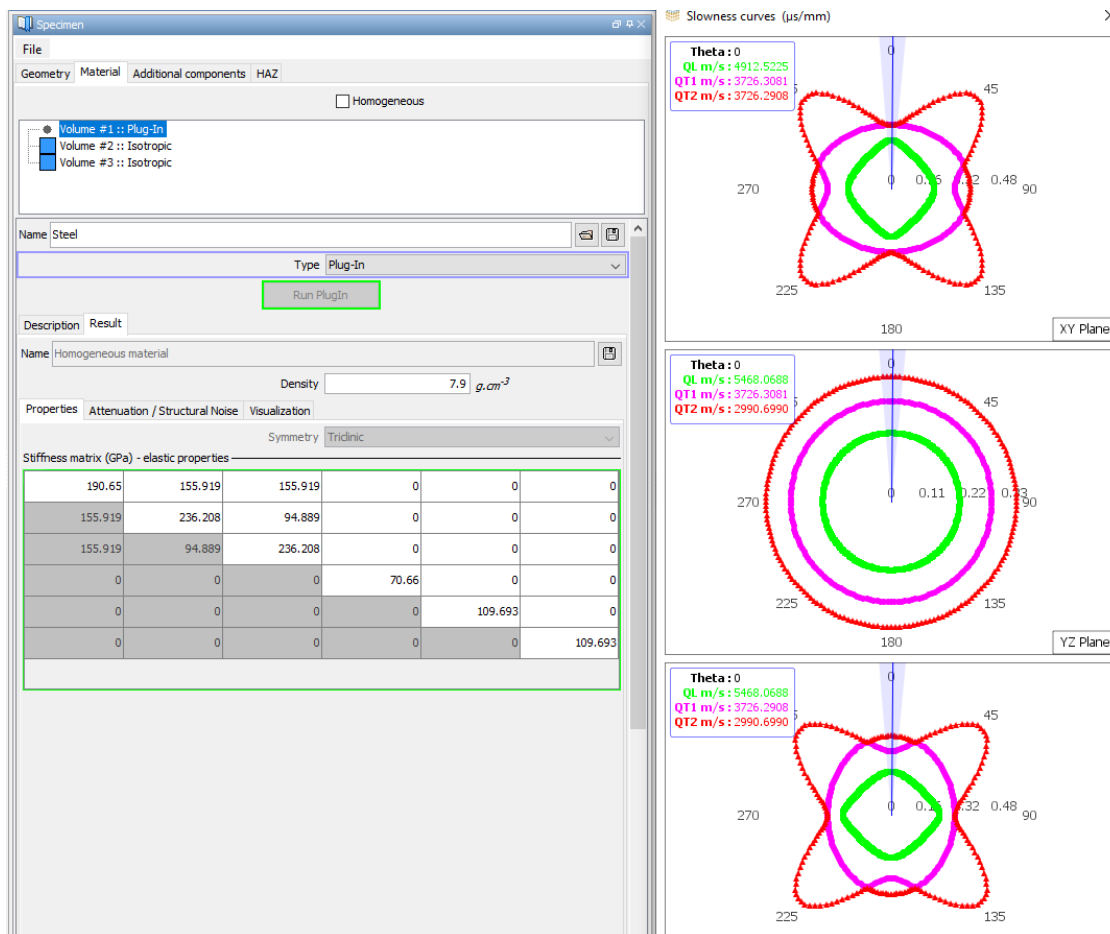 Specimen
File
Geometry Material Additional components HAZ
Homogeneous
Volume #1 :: Plug-In
Volume #2 :: Isotropic
Volume #3 :: Isotropic
Name Steel
Type Plug-In
Run PlugIn
Description Result
Name Homogeneous material
Density 7.9 g.cm-3
Properties Attenuation / Structural Noise Visualization
Symmetry Triclinic
Stiffness matrix (GPa) - elastic properties
190.65 155.919 155.919 0 0 0
155.919 236.208 94.889 0 0 0
155.919 94.889 236.208 0 0 0
0 0 0 70.66 0 0
0 0 0 0 109.693 0
0 0 0 0 0 109.693
Slowness curves (µs/mm)
Theta : 0
QL m/s : 4912.5225
QT1 m/s : 3726.3081
QT2 m/s : 3726.2908
0
45
270
0
0.48
90
225
135
180
XY Plane
Theta : 0
QL m/s : 5468.0688
QT1 m/s : 3726.3081
QT2 m/s : 2990.6990
0
45
270
0 0.11 0.22
90
225
135
180
YZ Plane
Theta : 0
QL m/s : 5468.0688
QT1 m/s : 3726.2908
QT2 m/s : 2990.6990
0
45
270
0
0.32 0.48
90
225
135